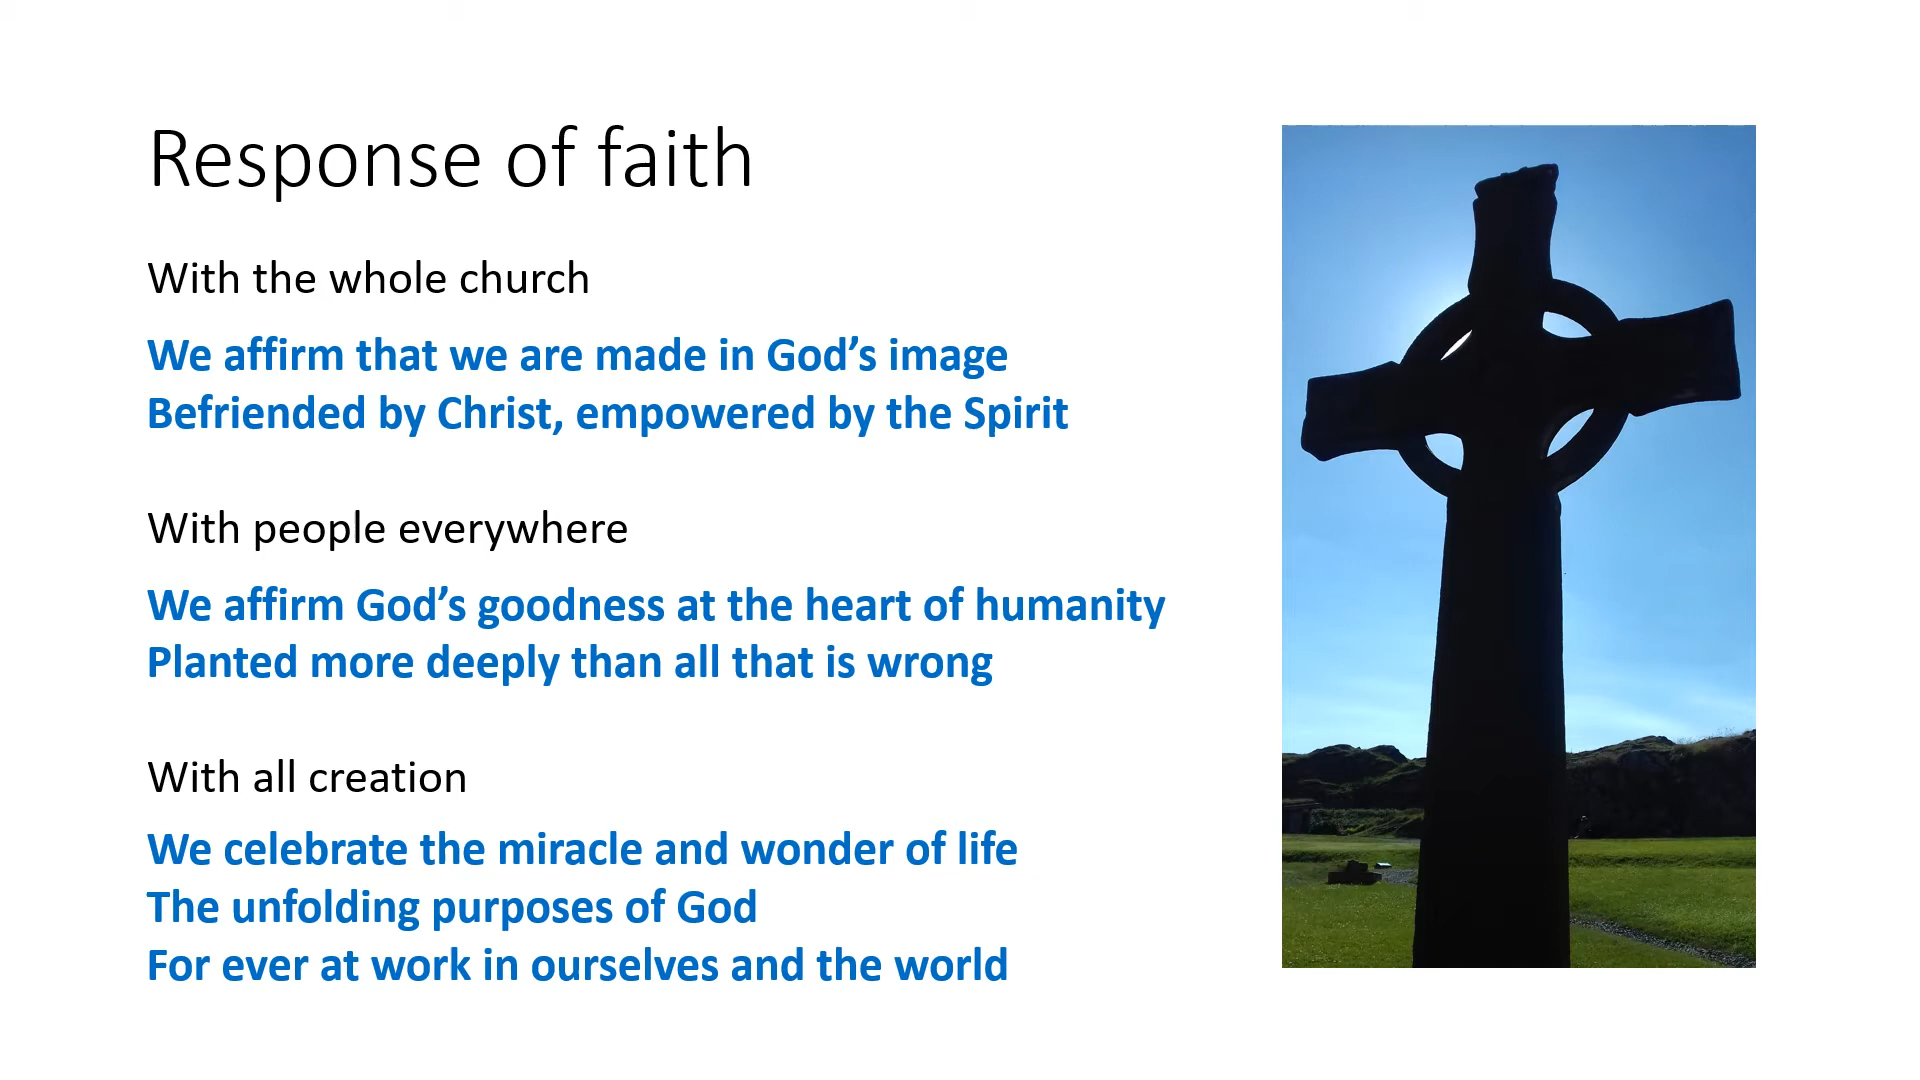 Response of faith
With the whole church
We affirm that we are made in God’s image
Befriended by Christ, empowered by the Spirit
With people everywhere
We affirm God’s goodness at the heart of humanity
Planted more deeply than all that is wrong
With all creation
We celebrate the miracle and wonder of life
The unfolding purposes of God
For ever at work in ourselves and the world